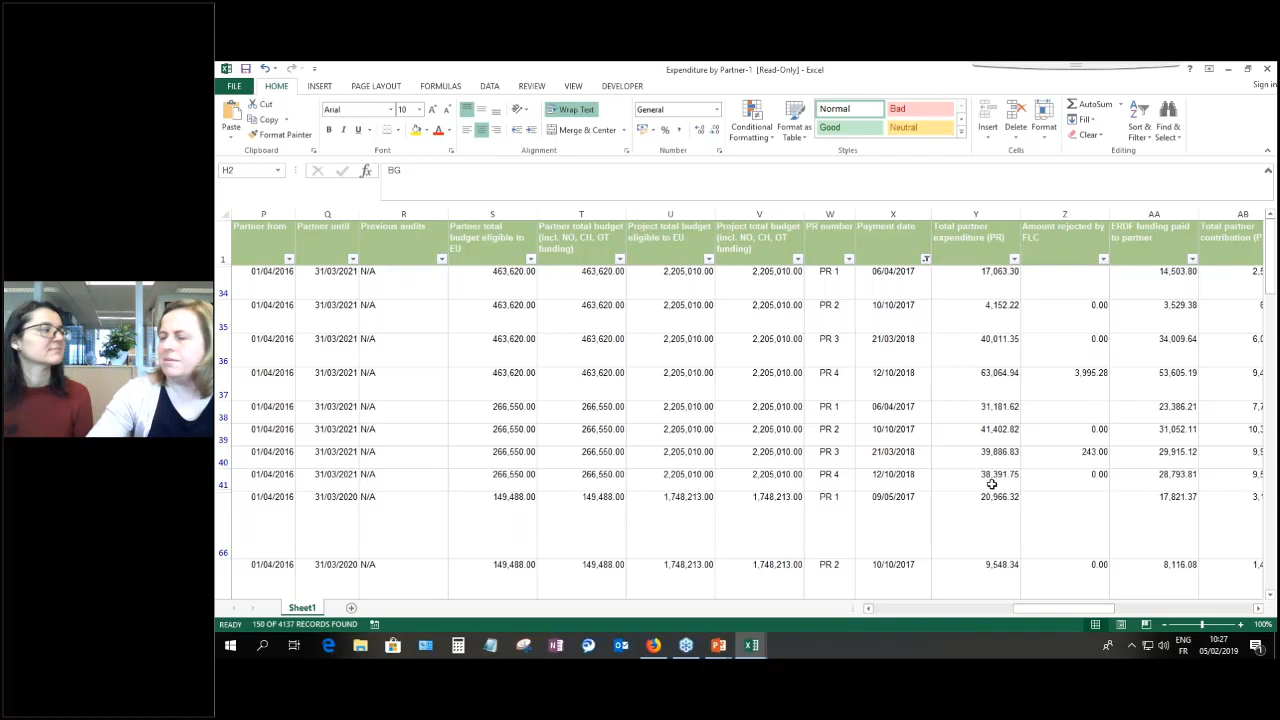 Expenditure by Partner-1 [Read-Only] - Excel
Sign in
FILE HOME INSERT PAGE LAYOUT FORMULAS DATA REVIEW VIEW DEVELOPER
Paste
Cut
Copy
Format Painter
Arial 10
B I U
Wrap Text
Merge & Center
General
Conditional Formatting
Format as Table
Normal Bad
Good Neutral
Insert Delete Format
AutoSum
Fill
Clear
Sort & Filter
Find & Select
Clipboard Font Alignment Number Styles Cells Editing
H2 BG
P Q R S T U V W X Y Z AA AB
1
Partner from
Partner until
Previous audits
Partner total budget eligible to EU
Partner total budget (incl. NO, CH, OT funding)
Project total budget eligible to EU
Project total budget (incl. NO, CH, OT funding)
PR number
Payment date
Total partner expenditure (PR)
Amount rejected by FLC
ERDF funding paid to partner
Total partner contribution (P
34 01/04/2016 31/03/2021 N/A 463,620.00 463,620.00 2,205,010.00 2,205,010.00 PR 1 06/04/2017 17,063.30 14,503.80
35 01/04/2016 31/03/2021 N/A 463,620.00 463,620.00 2,205,010.00 2,205,010.00 PR 2 10/10/2017 4,152.22 0.00 3,529.38
36 01/04/2016 31/03/2021 N/A 463,620.00 463,620.00 2,205,010.00 2,205,010.00 PR 3 21/03/2018 40,011.35 0.00 34,009.64
37 01/04/2016 31/03/2021 N/A 463,620.00 463,620.00 2,205,010.00 2,205,010.00 PR 4 12/10/2018 63,064.94 3,995.28 53,605.19
38 01/04/2016 31/03/2021 N/A 266,550.00 266,550.00 2,205,010.00 2,205,010.00 PR 1 06/04/2017 31,181.62 23,386.21
39 01/04/2016 31/03/2021 N/A 266,550.00 266,550.00 2,205,010.00 2,205,010.00 PR 2 10/10/2017 41,402.82 0.00 31,052.11
40 01/04/2016 31/03/2021 N/A 266,550.00 266,550.00 2,205,010.00 2,205,010.00 PR 3 21/03/2018 39,886.83 243.00 29,915.12
41 01/04/2016 31/03/2021 N/A 266,550.00 266,550.00 2,205,010.00 2,205,010.00 PR 4 12/10/2018 38,391.75 0.00 28,793.81
66 01/04/2016 31/03/2020 N/A 149,488.00 149,488.00 1,748,213.00 1,748,213.00 PR 1 09/05/2017 20,966.32 17,821.37
01/04/2016 31/03/2020 N/A 149,488.00 149,488.00 1,748,213.00 1,748,213.00 PR 2 10/10/2017 9,548.34 0.00 8,116.08
Sheet1
READY 150 OF 4137 RECORDS FOUND 100%
ENG
FR
10:27
05/02/2019